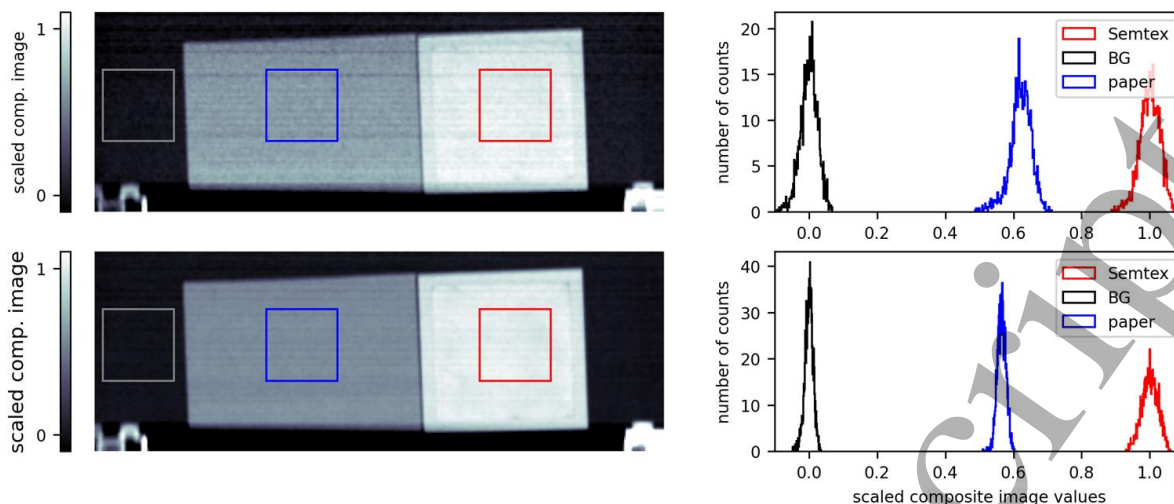 scaled comp. image
1
0
number of counts
20
15
10
5
0
Semtex
BG
paper
0.0 0.2 0.4 0.6 0.8 1.0
scaled comp. image
1
0
number of counts
40
30
20
10
0
Semtex
BG
paper
0.0 0.2 0.4 0.6 0.8 1.0
scaled composite image values
cript